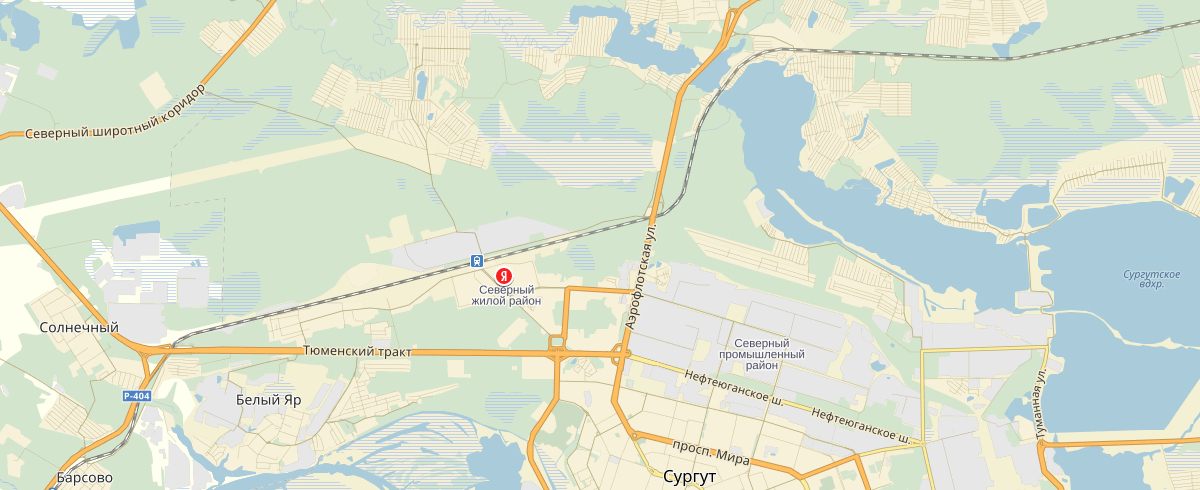 Северный широтный коридор
Аэрофлотская ул.
Я
Северный
жилой район
Сургутское
вдхр.
Солнечный
Тюменский тракт
Северный
промышленный
район
Р-404
Белый Яр
Нефтеюганское ш.
Нефтеюганское ш.
Туманная ул.
просп. Мира
Барсово
Сургут